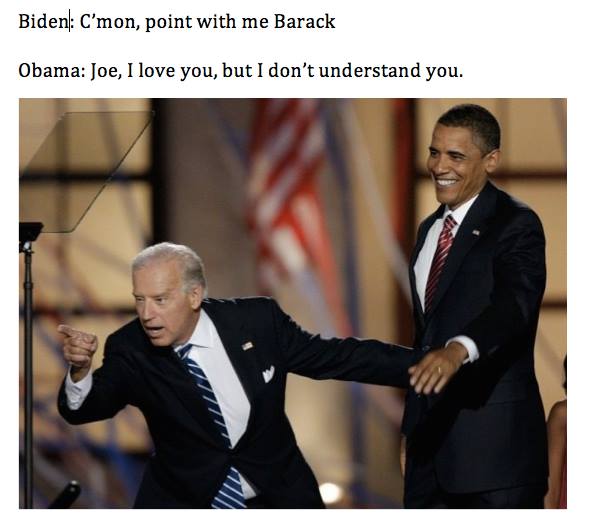 Biden: C’mon, point with me Barack
Obama: Joe, I love you, but I don’t understand you.